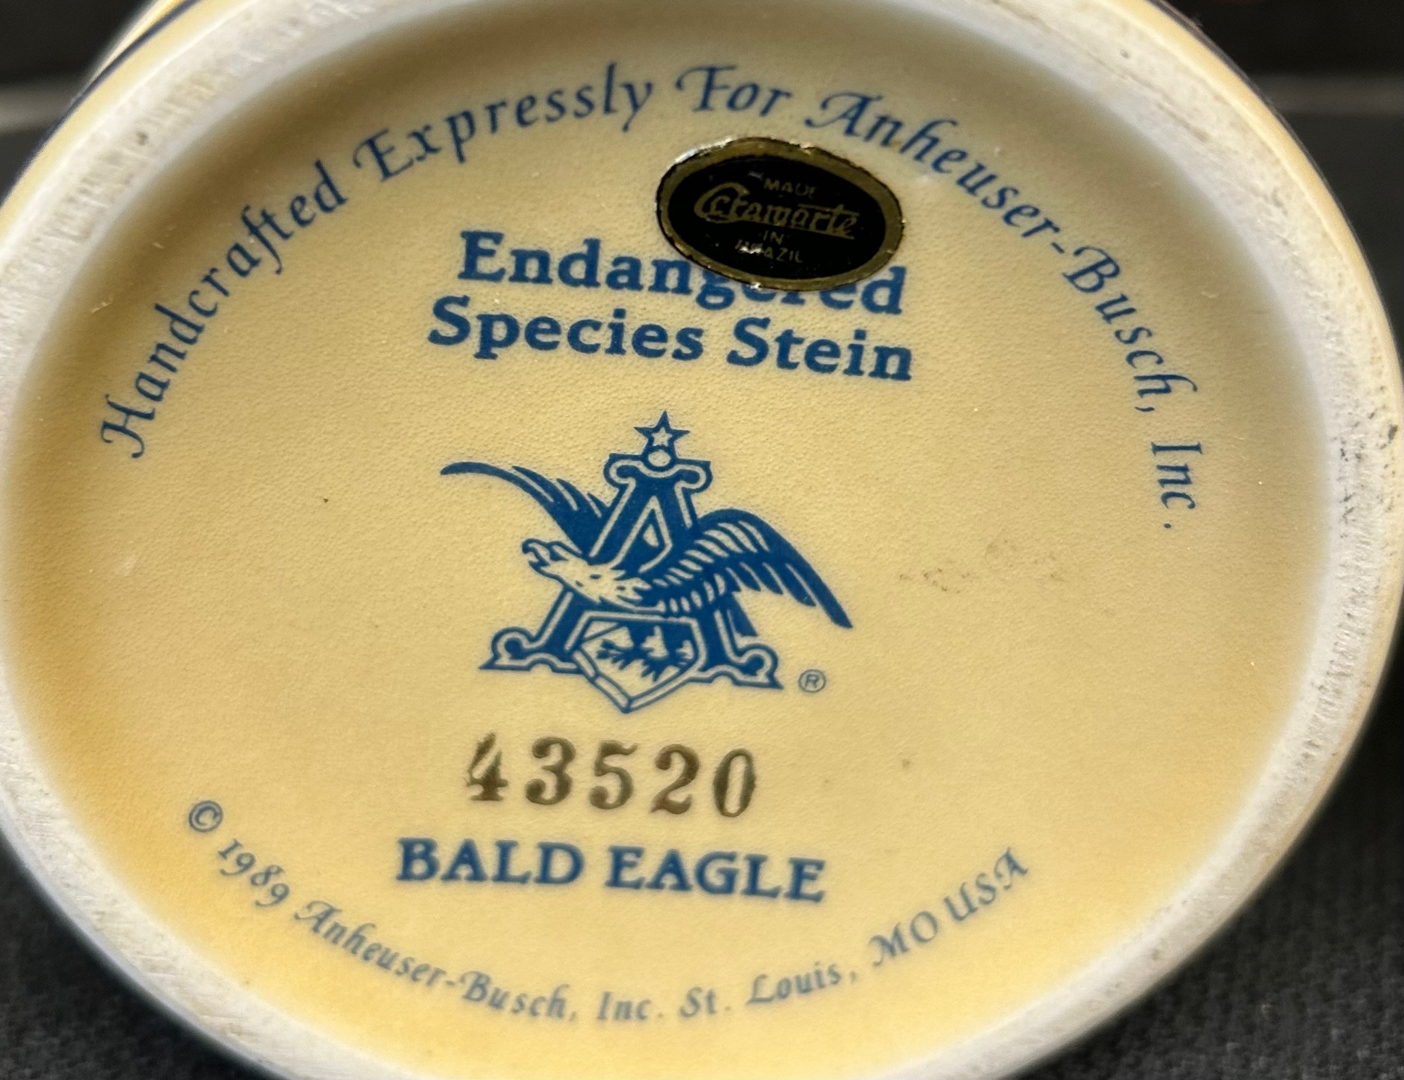 Handcrafted Expressly For Anheuser-Busch, Inc.
MADE
Ceramarte
IN
BRAZIL
Endangered
Species Stein
A
®
43520
BALD EAGLE
© 1989 Anheuser-Busch, Inc. St. Louis, MO USA